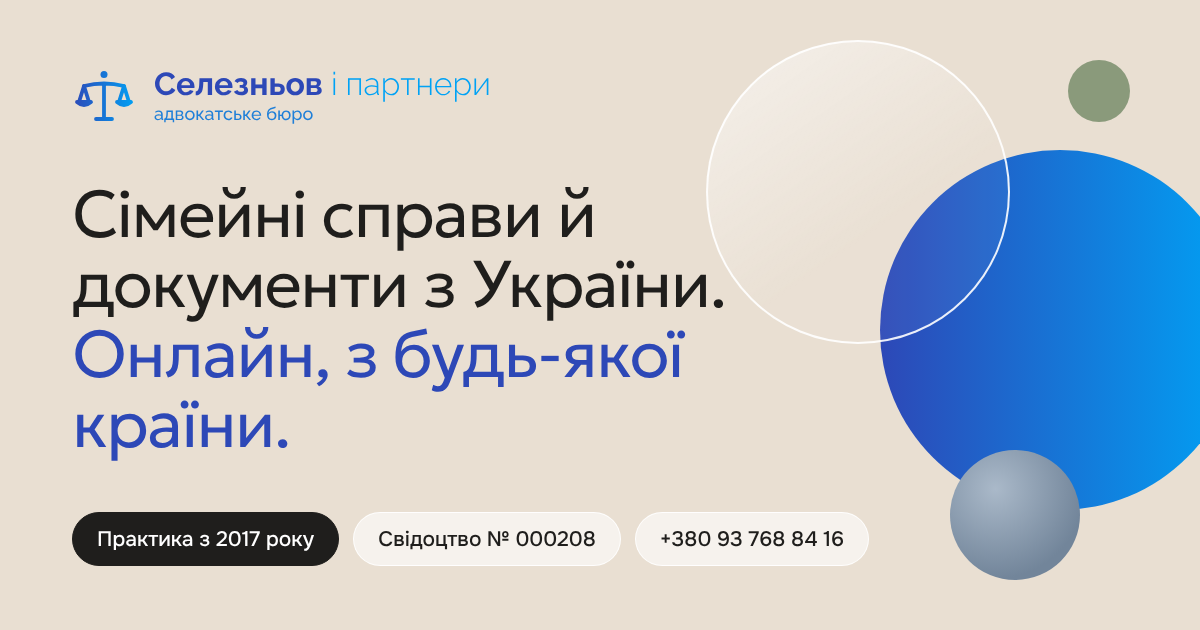 Селезньов і партнери
адвокатське бюро
Сімейні справи й
документи з України.
Онлайн, з будь-якої
країни.
Практика з 2017 року
Свідоцтво № 000208
+380 93 768 84 16